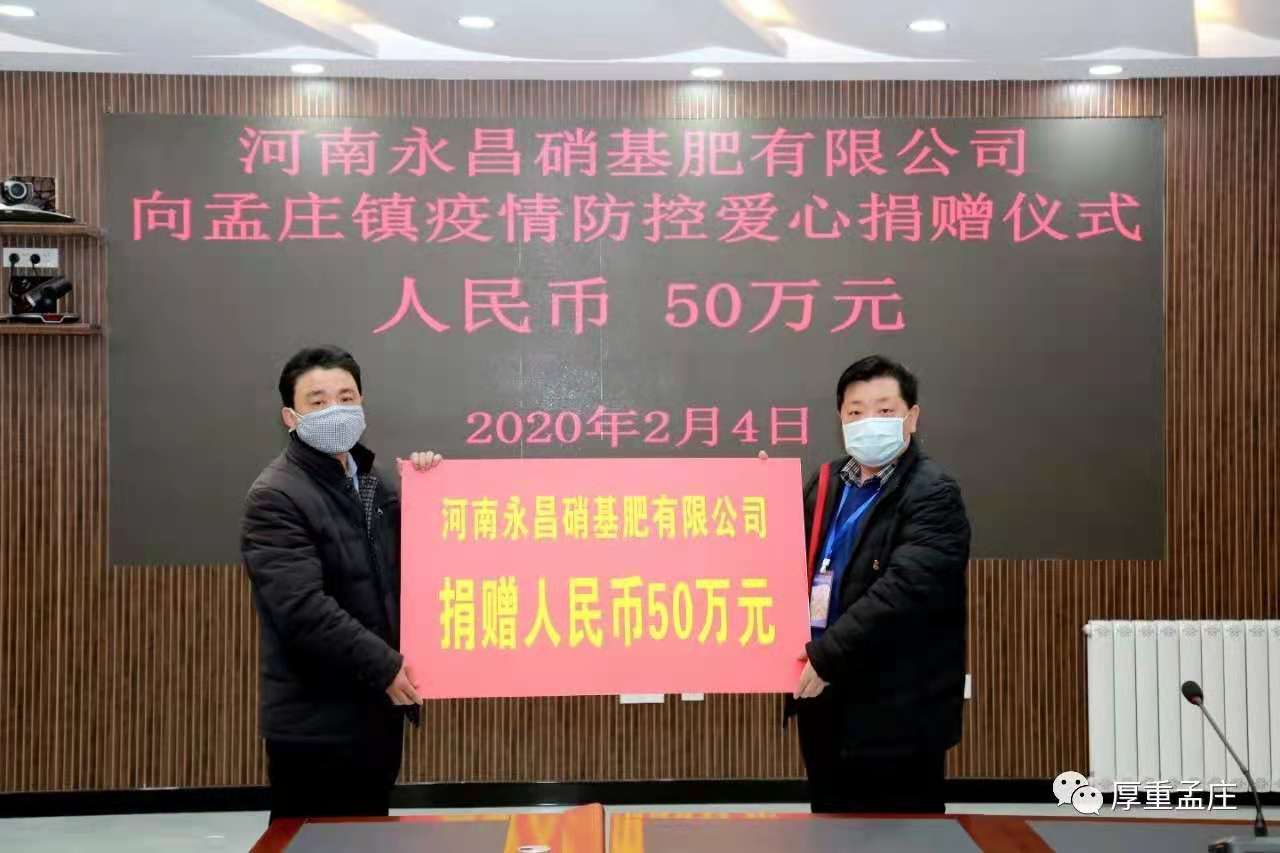 河南永昌硝基肥有限公司
向孟庄镇疫情防控爱心捐赠仪式
人民币 50万元
2020年2月4日
河南永昌硝基肥有限公司
捐赠人民币50万元
厚重孟庄